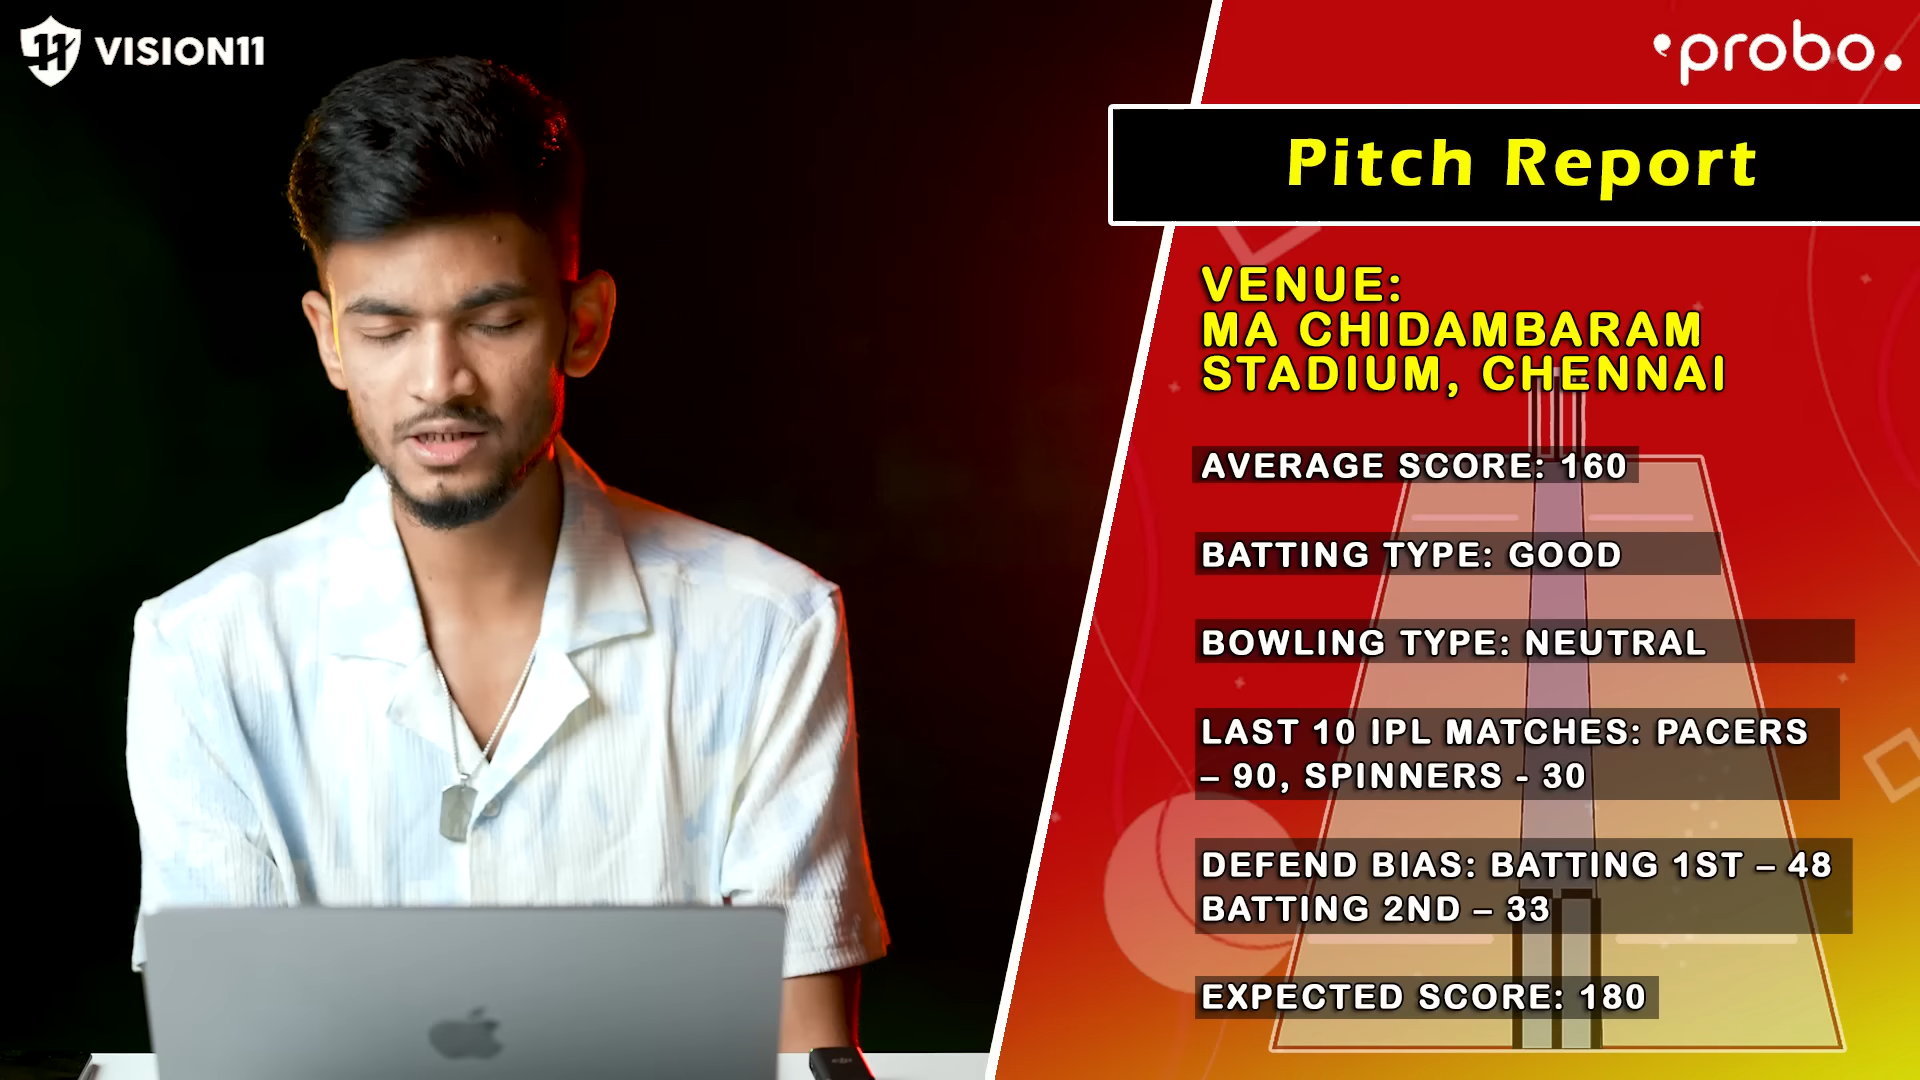 VISION11
probo.
Pitch Report
VENUE:
MA CHIDAMBARAM
STADIUM, CHENNAI
AVERAGE SCORE: 160
BATTING TYPE: GOOD
BOWLING TYPE: NEUTRAL
LAST 10 IPL MATCHES: PACERS
– 90, SPINNERS - 30
DEFEND BIAS: BATTING 1ST – 48
BATTING 2ND – 33
EXPECTED SCORE: 180